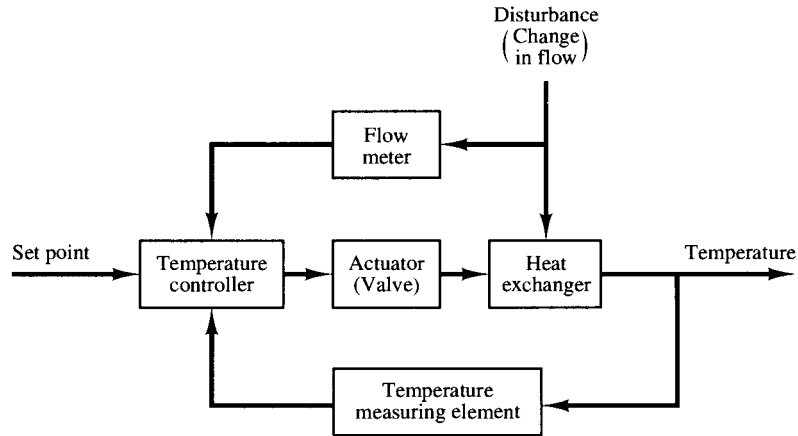 Disturbance
(Change
in flow)
Flow
meter
Set point
Temperature
controller
Actuator
(Valve)
Heat
exchanger
Temperature
Temperature
measuring element